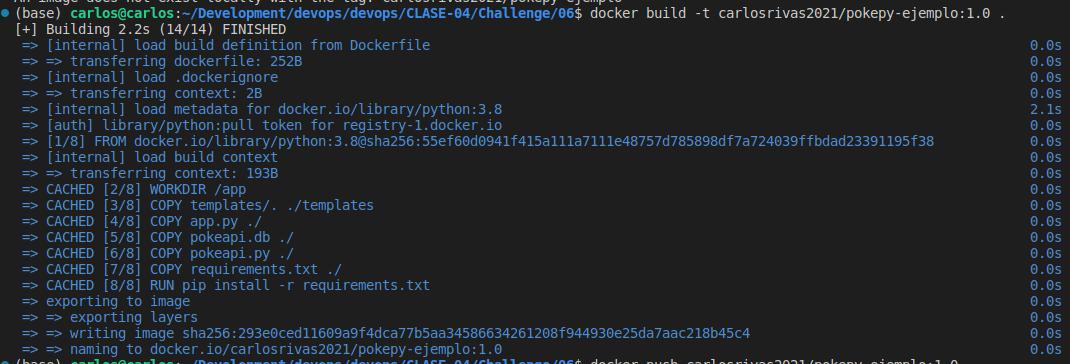 An image does not exist locally with the tag: carlosrivas2021/pokepy-ejemplo
(base) carlos@carlos:~/Development/devops/devops/CLASE-04/Challenge/06$ docker build -t carlosrivas2021/pokepy-ejemplo:1.0 .
[+] Building 2.2s (14/14) FINISHED
=> [internal] load build definition from Dockerfile 0.0s
=> => transferring dockerfile: 252B 0.0s
=> [internal] load .dockerignore 0.0s
=> => transferring context: 2B 0.0s
=> [internal] load metadata for docker.io/library/python:3.8 2.1s
=> [auth] library/python:pull token for registry-1.docker.io 0.0s
=> [1/8] FROM docker.io/library/python:3.8@sha256:55ef60d0941f415a111a7111e48757d785898df7a724039ffbdad23391195f38 0.0s
=> [internal] load build context 0.0s
=> => transferring context: 193B 0.0s
=> CACHED [2/8] WORKDIR /app 0.0s
=> CACHED [3/8] COPY templates/. ./templates 0.0s
=> CACHED [4/8] COPY app.py ./ 0.0s
=> CACHED [5/8] COPY pokeapi.db ./ 0.0s
=> CACHED [6/8] COPY pokeapi.py ./ 0.0s
=> CACHED [7/8] COPY requirements.txt ./ 0.0s
=> CACHED [8/8] RUN pip install -r requirements.txt 0.0s
=> exporting to image 0.0s
=> => exporting layers 0.0s
=> => writing image sha256:293e0ced11609a9f4dca77b5aa34586634261208f944930e25da7aac218b45c4 0.0s
=> => naming to docker.io/carlosrivas2021/pokepy-ejemplo:1.0 0.0s
(base) carlos@carlos:~/Development/devops/devops/CLASE-04/Challenge/06$ docker push carlosrivas2021/pokepy-ejemplo:1.0